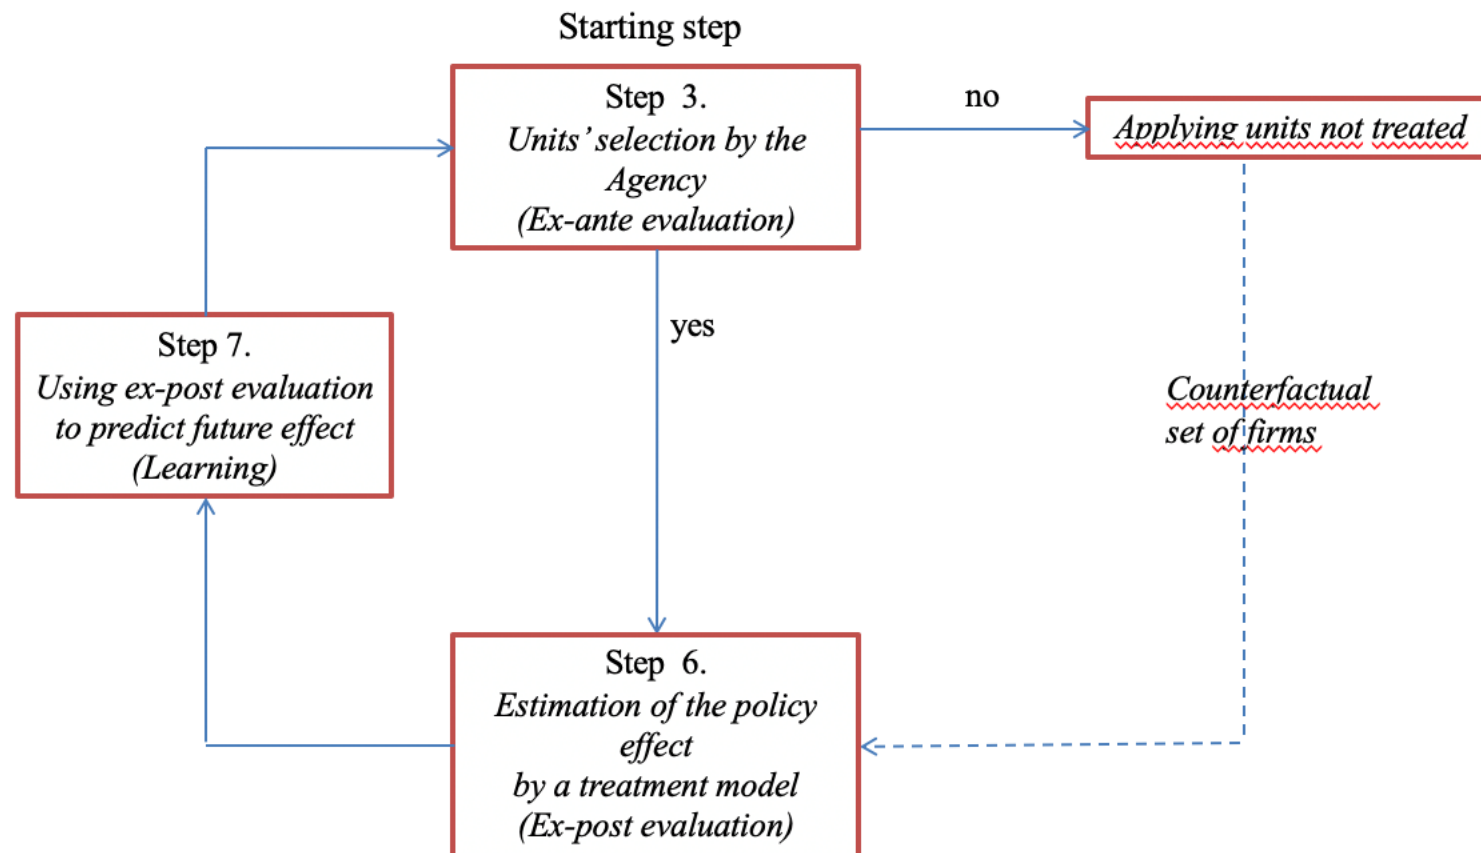 Starting step
Step 3.
Units’ selection by the
Agency
(Ex-ante evaluation)
no
Applying units not treated
yes
Step 7.
Using ex-post evaluation
to predict future effect
(Learning)
Counterfactual
set of firms
Step 6.
Estimation of the policy
effect
by a treatment model
(Ex-post evaluation)